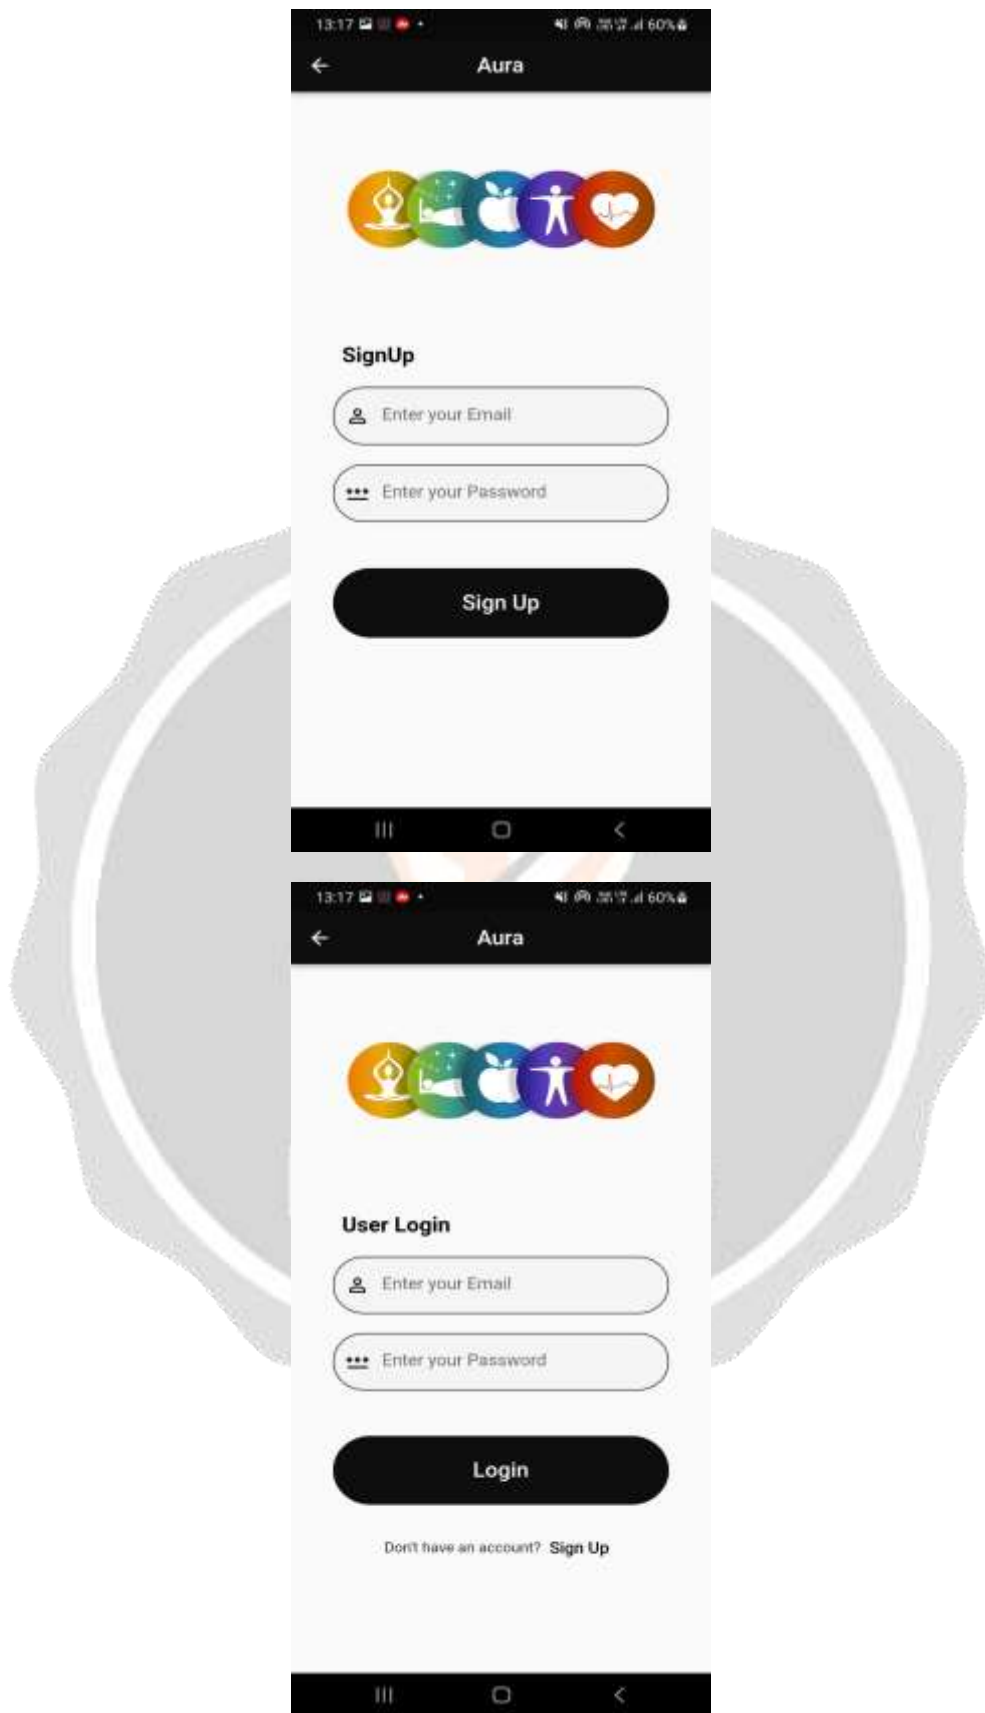 13:17 60%
Aura
SignUp
Enter your Email
Enter your Password
Sign Up
13:17 60%
Aura
User Login
Enter your Email
Enter your Password
Login
Don't have an account? Sign Up